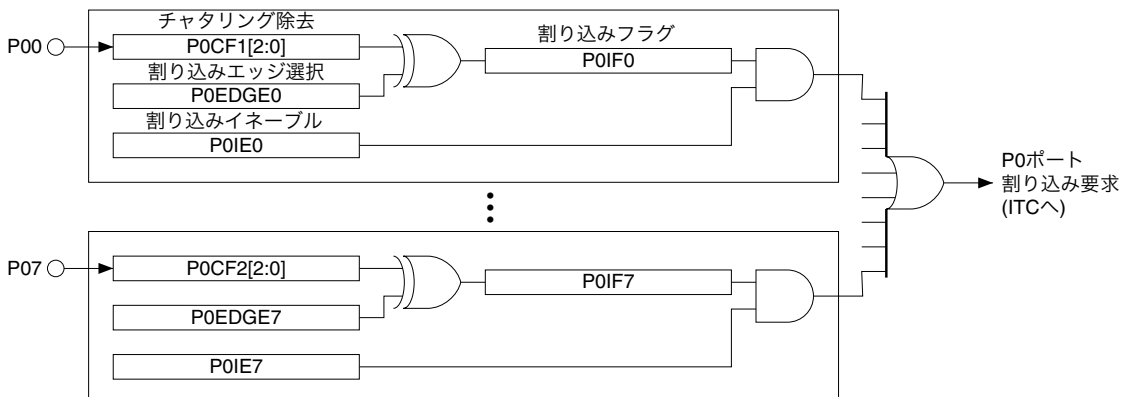 チャタリング除去
P00
P0CF1[2:0]
割り込みエッジ選択
P0EDGE0
割り込みイネーブル
P0IE0
割り込みフラグ
P0IF0
P0ポート
割り込み要求
(ITCへ)
P07
P0CF2[2:0]
P0EDGE7
P0IE7
P0IF7